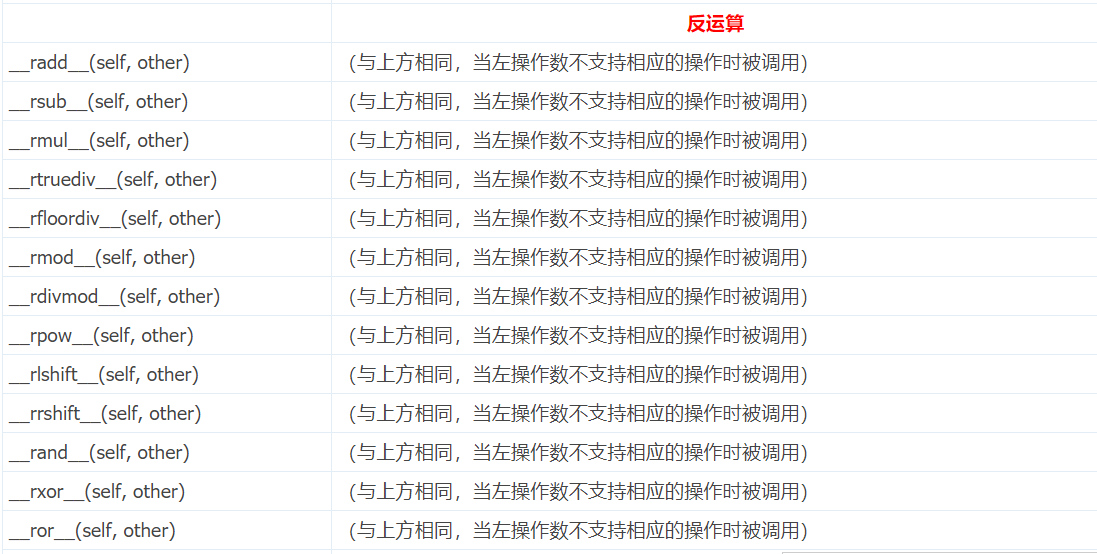 反运算
__radd__(self, other) (与上方相同，当左操作数不支持相应的操作时被调用)
__rsub__(self, other) (与上方相同，当左操作数不支持相应的操作时被调用)
__rmul__(self, other) (与上方相同，当左操作数不支持相应的操作时被调用)
__rtruediv__(self, other) (与上方相同，当左操作数不支持相应的操作时被调用)
__rfloordiv__(self, other) (与上方相同，当左操作数不支持相应的操作时被调用)
__rmod__(self, other) (与上方相同，当左操作数不支持相应的操作时被调用)
__rdivmod__(self, other) (与上方相同，当左操作数不支持相应的操作时被调用)
__rpow__(self, other) (与上方相同，当左操作数不支持相应的操作时被调用)
__rlshift__(self, other) (与上方相同，当左操作数不支持相应的操作时被调用)
__rrshift__(self, other) (与上方相同，当左操作数不支持相应的操作时被调用)
__rand__(self, other) (与上方相同，当左操作数不支持相应的操作时被调用)
__rxor__(self, other) (与上方相同，当左操作数不支持相应的操作时被调用)
__ror__(self, other) (与上方相同，当左操作数不支持相应的操作时被调用)